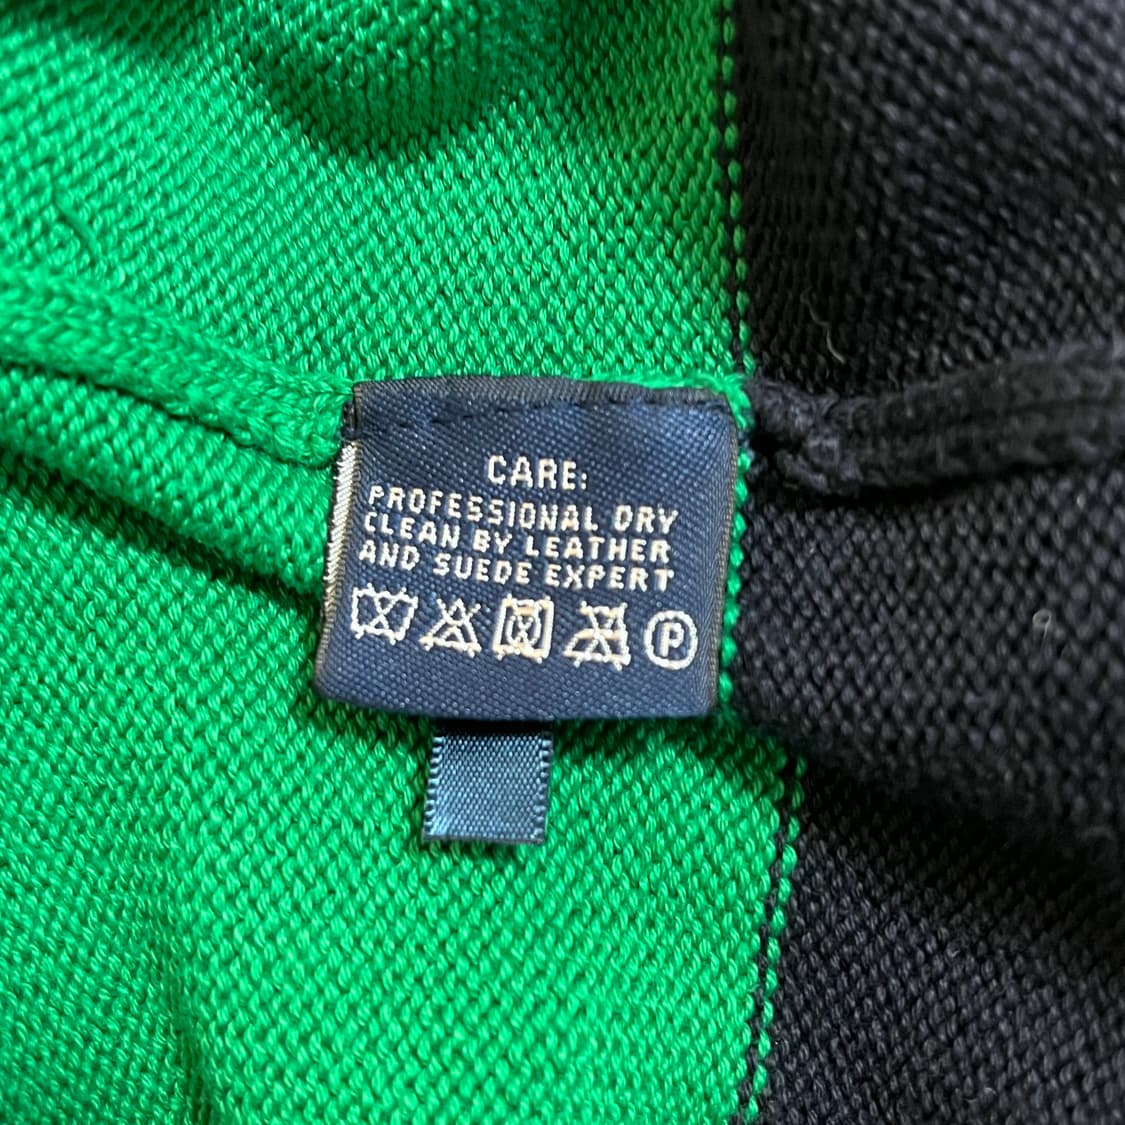 CARE:
PROFESSIONAL DRY
CLEAN BY LEATHER
AND SUEDE EXPERT
P